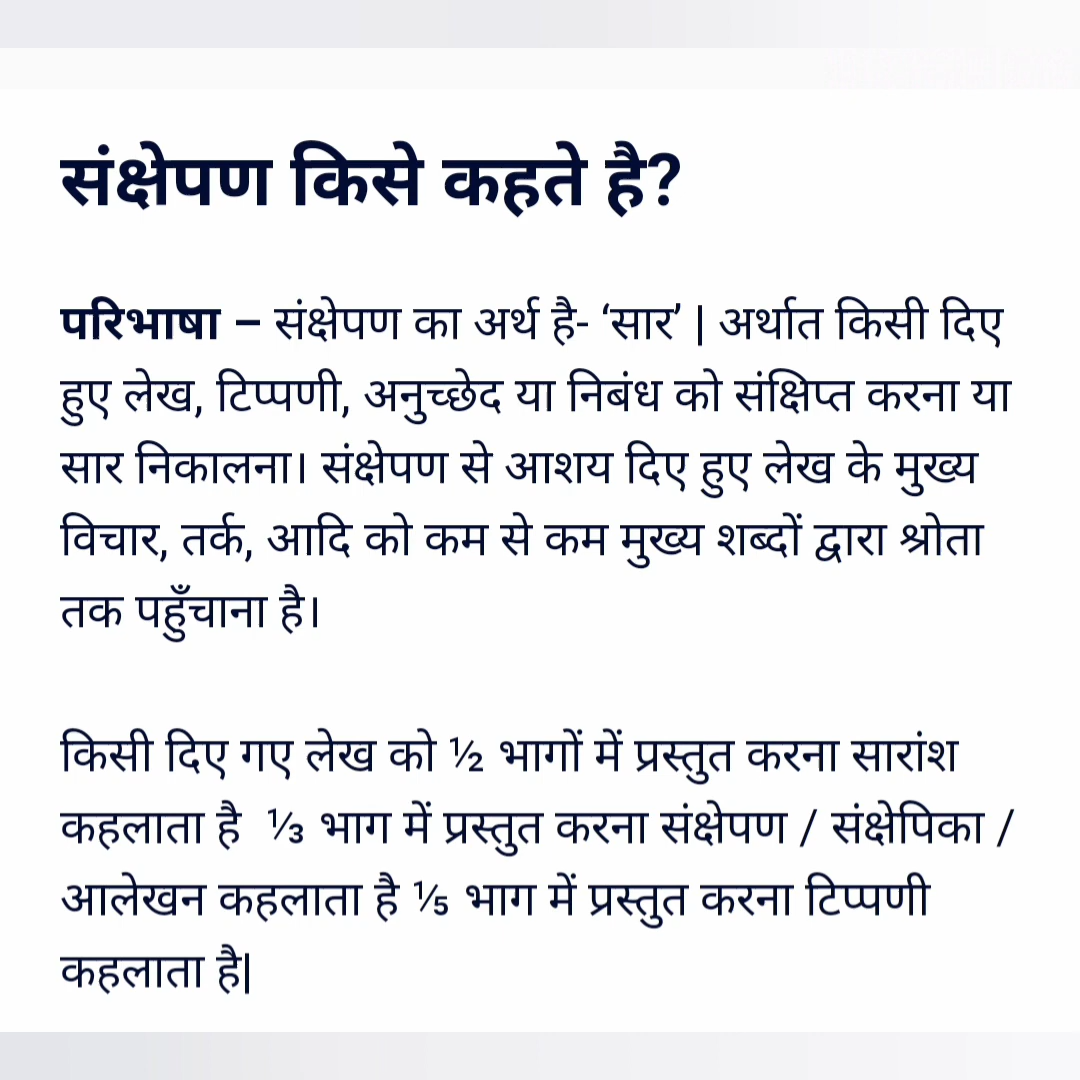 संक्षेपण किसे कहते है?
परिभाषा – संक्षेपण का अर्थ है- ‘सार’ | अर्थात किसी दिए
हुए लेख, टिप्पणी, अनुच्छेद या निबंध को संक्षिप्त करना या
सार निकालना। संक्षेपण से आशय दिए हुए लेख के मुख्य
विचार, तर्क, आदि को कम से कम मुख्य शब्दों द्वारा श्रोता
तक पहुँचाना है।
किसी दिए गए लेख को ½ भागों में प्रस्तुत करना सारांश
कहलाता है ⅓ भाग में प्रस्तुत करना संक्षेपण / संक्षेपिका /
आलेखन कहलाता है ⅕ भाग में प्रस्तुत करना टिप्पणी
कहलाता है|